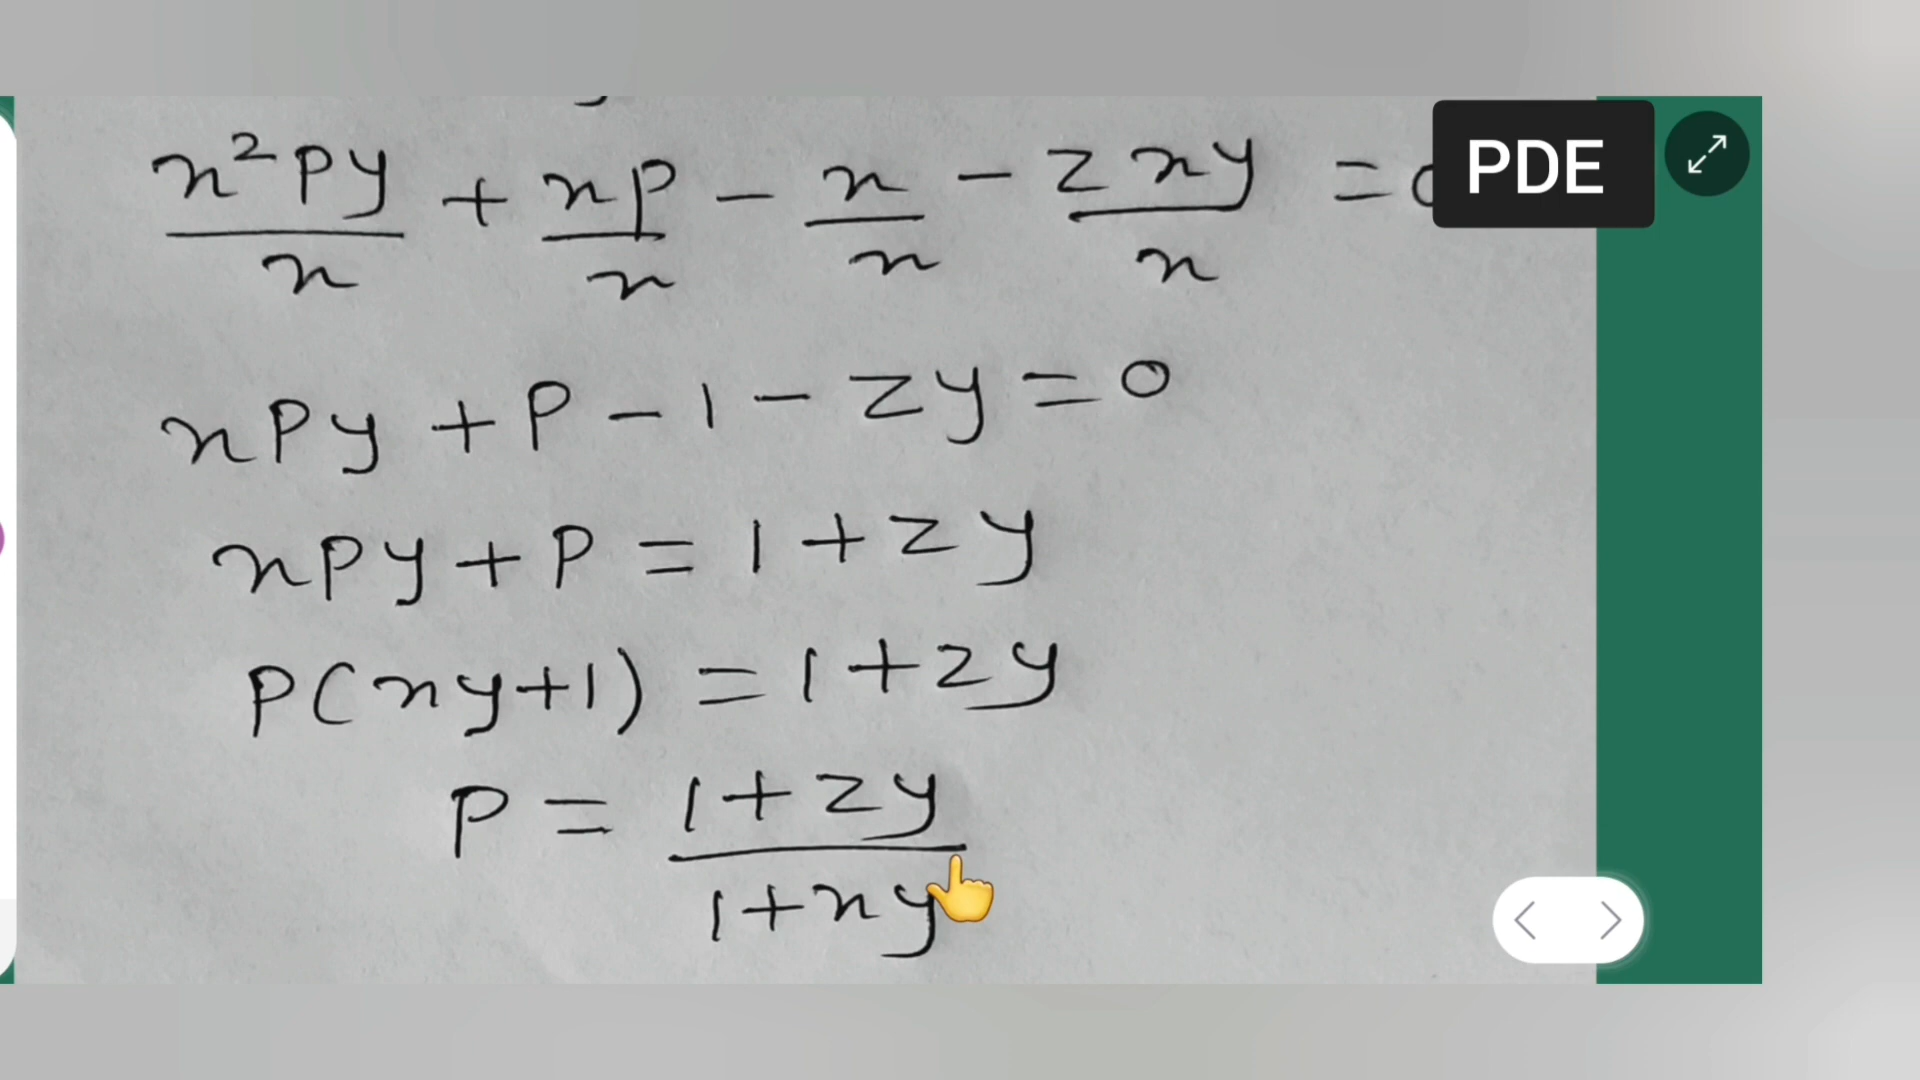 x²py/x + xp/x - x/x - zxy/x = 0
PDE
xpy + p - 1 - zy = 0
xpy + p = 1 + zy
p(xy+1) = 1 + zy
p = 1+zy/1+xy